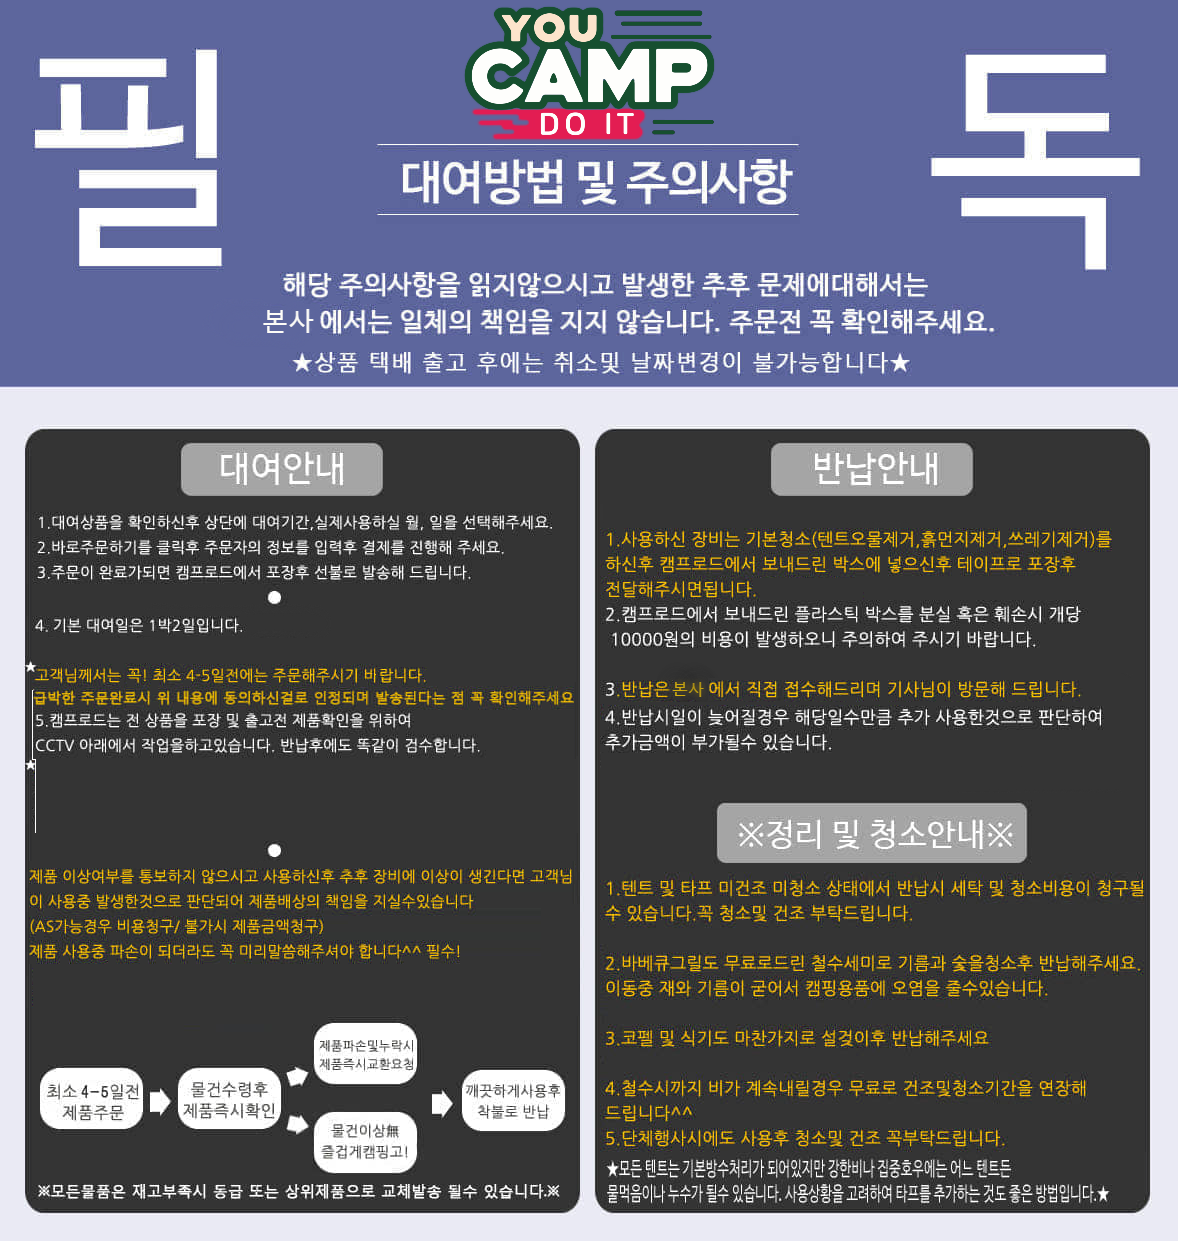 필
독
YOU
CAMP
DO IT
대여방법 및 주의사항
해당 주의사항을 읽지않으시고 발생한 추후 문제에대해서는
본사 에서는 일체의 책임을 지지 않습니다. 주문전 꼭 확인해주세요.
★상품 택배 출고 후에는 취소및 날짜변경이 불가능합니다★
대여안내
1.대여상품을 확인하신후 상단에 대여기간,실제사용하실 월, 일을 선택해주세요.
2.바로주문하기를 클릭후 주문자의 정보를 입력후 결제를 진행해 주세요.
3.주문이 완료가되면 캠프로드에서 포장후 선불로 발송해 드립니다.
4. 기본 대여일은 1박2일입니다.
★고객님께서는 꼭! 최소 4-5일전에는 주문해주시기 바랍니다.
급박한 주문완료시 위 내용에 동의하신걸로 인정되며 발송된다는 점 꼭 확인해주세요
5.캠프로드는 전 상품을 포장 및 출고전 제품확인을 위하여
CCTV 아래에서 작업을하고있습니다. 반납후에도 똑같이 검수합니다.
★
제품 이상여부를 통보하지 않으시고 사용하신후 추후 장비에 이상이 생긴다면 고객님
이 사용중 발생한것으로 판단되어 제품배상의 책임을 지실수있습니다
(AS가능경우 비용청구/ 불가시 제품금액청구)
제품 사용중 파손이 되더라도 꼭 미리말씀해주셔야 합니다^^ 필수!
최소 4-5일전
제품주문
물건수령후
제품즉시확인
제품파손및누락시
제품즉시교환요청
물건이상無
즐겁게캠핑고!
깨끗하게사용후
착불로 반납
※모든물품은 재고부족시 동급 또는 상위제품으로 교체발송 될수 있습니다.※
반납안내
1.사용하신 장비는 기본청소(텐트오물제거,흙먼지제거,쓰레기제거)를
하신후 캠프로드에서 보내드린 박스에 넣으신후 테이프로 포장후
전달해주시면됩니다.
2.캠프로드에서 보내드린 플라스틱 박스를 분실 혹은 훼손시 개당
10000원의 비용이 발생하오니 주의하여 주시기 바랍니다.
3.반납은 본사 에서 직접 접수해드리며 기사님이 방문해 드립니다.
4.반납시일이 늦어질경우 해당일수만큼 추가 사용한것으로 판단하여
추가금액이 부가될수 있습니다.
※정리 및 청소안내※
1.텐트 및 타프 미건조 미청소 상태에서 반납시 세탁 및 청소비용이 청구될
수 있습니다.꼭 청소및 건조 부탁드립니다.
2.바베큐그릴도 무료로드린 철수세미로 기름과 숯을청소후 반납해주세요.
이동중 재와 기름이 굳어서 캠핑용품에 오염을 줄수있습니다.
3.코펠 및 식기도 마찬가지로 설겆이후 반납해주세요
4.철수시까지 비가 계속내릴경우 무료로 건조및청소기간을 연장해
드립니다^^
5.단체행사시에도 사용후 청소및 건조 꼭부탁드립니다.
★모든 텐트는 기본방수처리가 되어있지만 강한비나 집중호우에는 어느 텐트든
물먹음이나 누수가 될수 있습니다. 사용상황을 고려하여 타프를 추가하는 것도 좋은 방법입니다.★